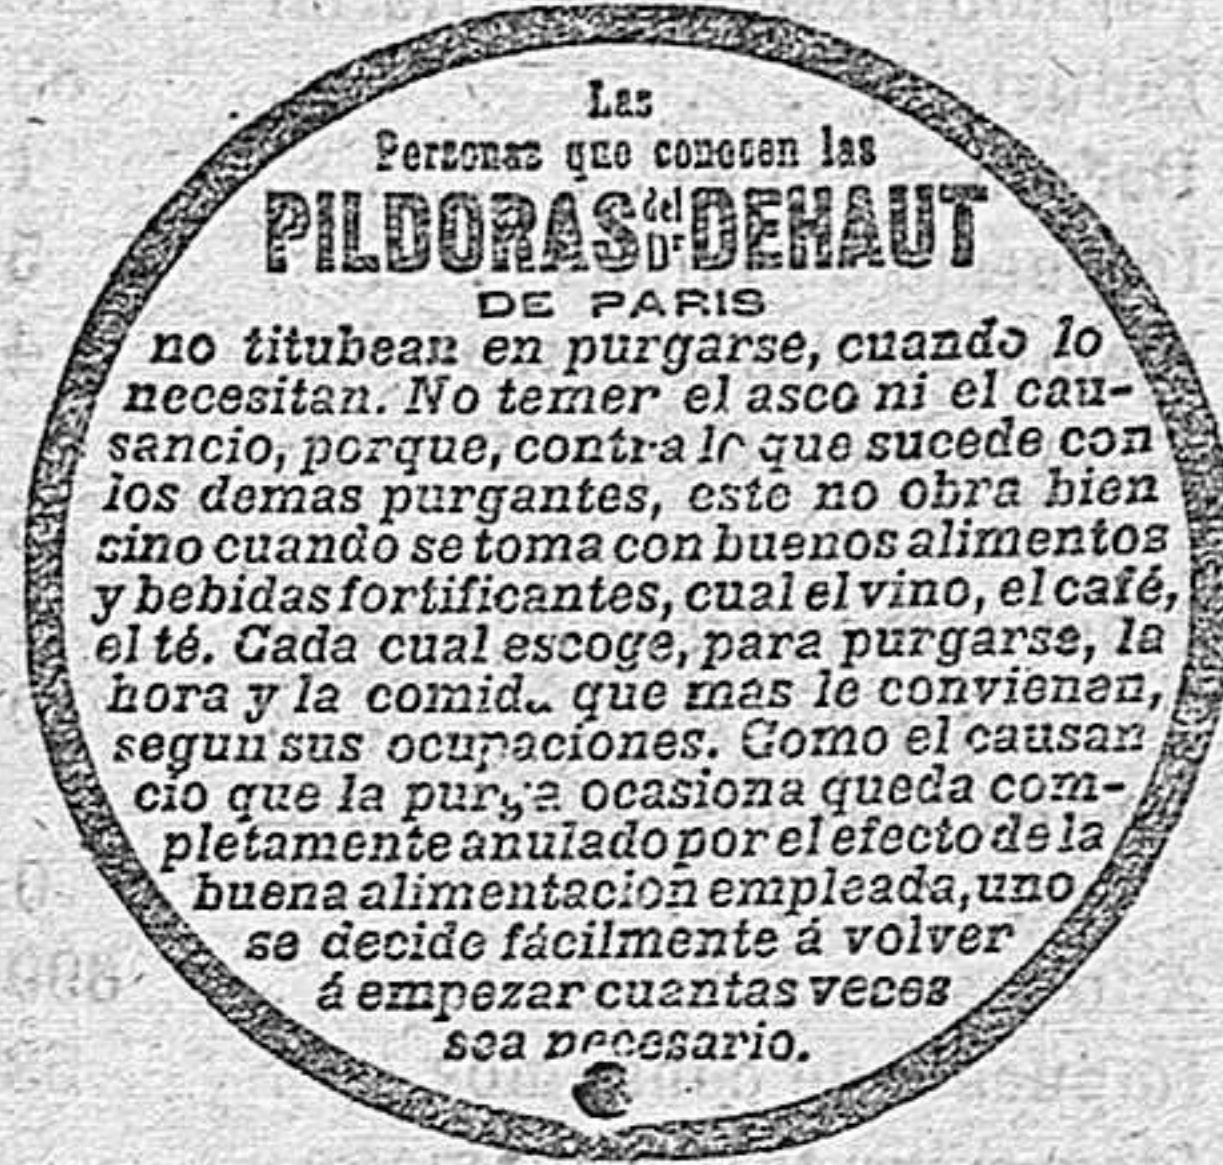 Las
Personas que conocen las
PILDORAS del Dr DEHAUT
DE PARIS
no titubean en purgarse, cuando lo
necesitan. No temer el asco ni el cau-
sancio, porque, contra lo que sucede con
los demas purgantes, este no obra bien
sino cuando se toma con buenos alimentos
y bebidas fortificantes, cual el vino, el café,
el té. Cada cual escoge, para purgarse, la
hora y la comida que mas le convienen,
segun sus ocupaciones. Como el causan
cio que la purga ocasiona queda com-
pletamente anulado por el efecto de la
buena alimentacion empleada, uno
se decide fácilmente á volver
á empezar cuantas veces
sea necesario.